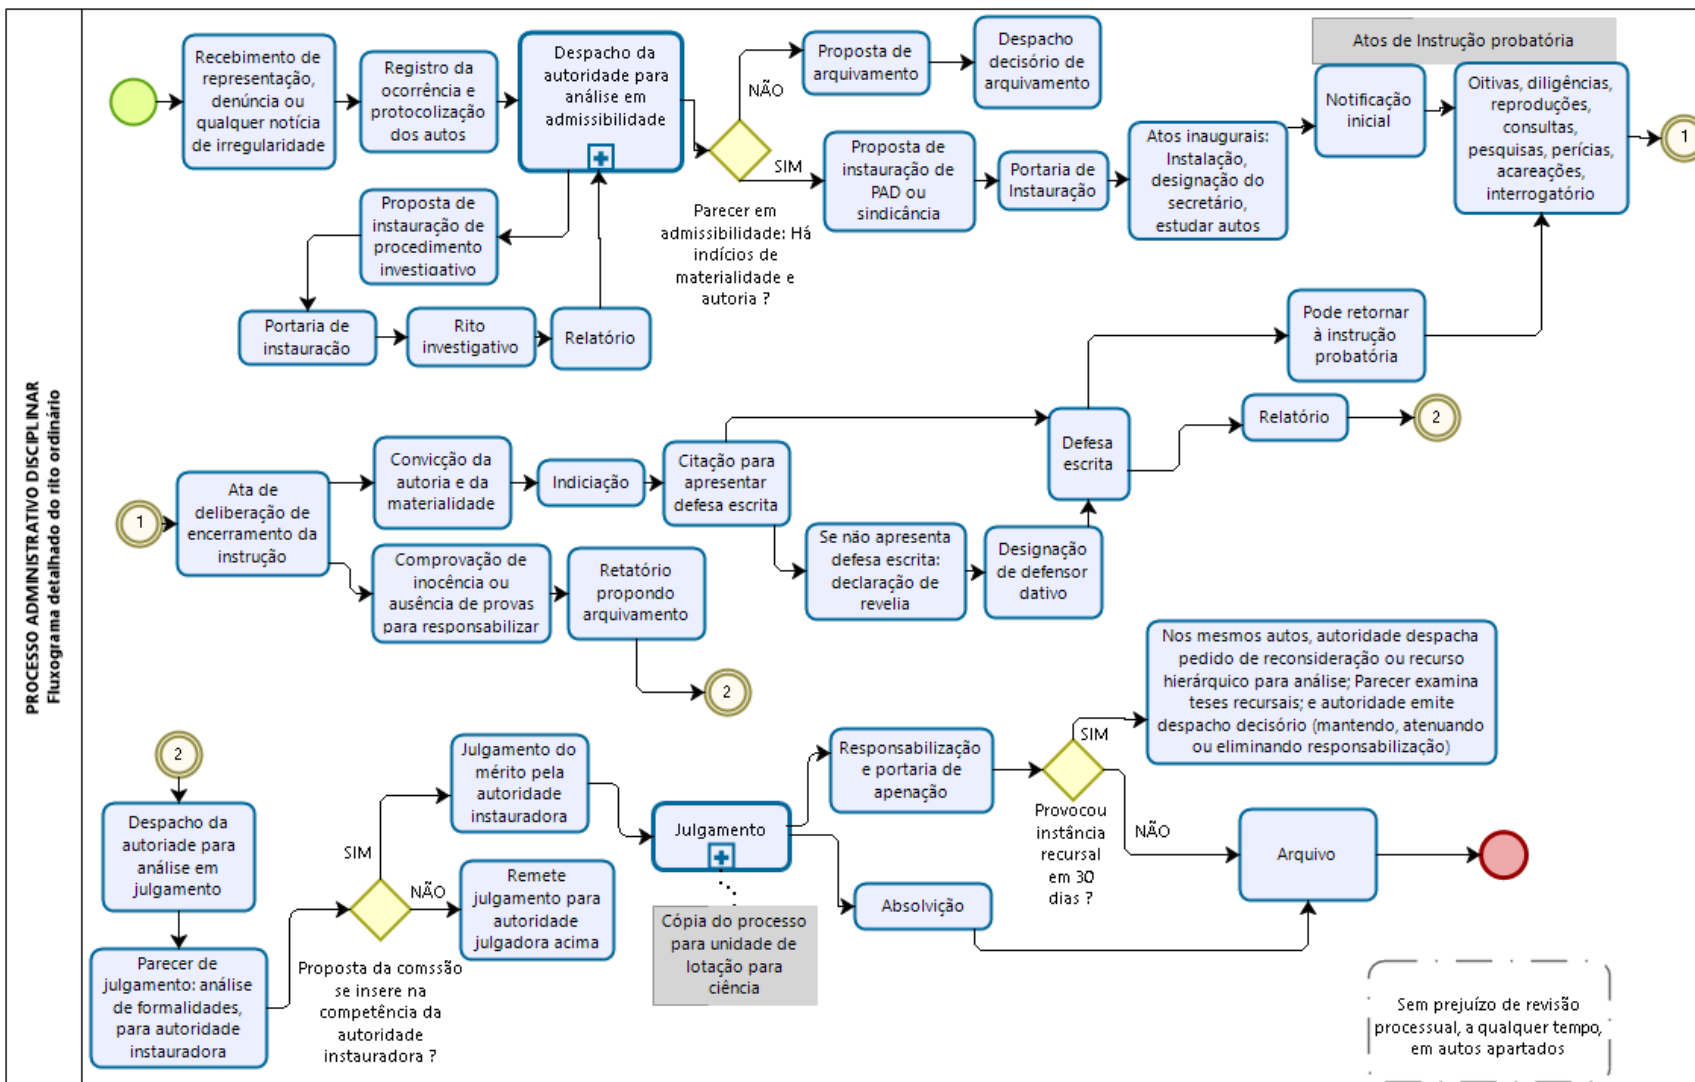 PROCESSO ADMINISTRATIVO DISCIPLINAR
Fluxograma detalhado do rito ordinário
Recebimento de
representação,
denúncia ou
qualquer notícia
de irregularidade
Registro da
ocorrência e
protocolização
dos autos
Despacho da
autoridade para
análise em
admissibilidade
NÃO
Proposta de
arquivamento
Despacho
decisório de
arquivamento
SIM
Parecer em
admissibilidade: Há
indícios de
materialidade e
autoria ?
Proposta de
instauração de
PAD ou
sindicância
Portaria de
Instauração
Atos inaugurais:
Instalação,
designação do
secretário,
estudar autos
Atos de Instrução probatória
Notificação
inicial
Oitivas, diligências,
reproduções,
consultas,
pesquisas, perícias,
acareações,
interrogatório
1
Proposta de
instauração de
procedimento
investigativo
Portaria de
instauracão
Rito
investigativo
Relatório
Pode retornar
à instrução
probatória
1
Ata de
deliberação de
encerramento da
instrução
Convicção da
autoria e da
materialidade
Indiciação
Citação para
apresentar
defesa escrita
Defesa
escrita
Relatório
2
Se não apresenta
defesa escrita:
declaração de
revelia
Designação
de defensor
dativo
Comprovação de
inocência ou
ausência de provas
para responsabilizar
Retatório
propondo
arquivamento
2
2
Despacho da
autoriade para
análise em
julgamento
Parecer de
julgamento: análise
de formalidades,
para autoridade
instauradora
Proposta da comssão
se insere na
competência da
autoridade
instauradora ?
SIM
NÃO
Julgamento do
mérito pela
autoridade
instauradora
Remete
julgamento para
autoridade
julgadora acima
Julgamento
Cópia do processo
para unidade de
lotação para
ciência
Responsabilização
e portaria de
apenação
Absolvição
Provocou
instância
recursal
em 30
dias ?
SIM
NÃO
Nos mesmos autos, autoridade despacha
pedido de reconsideração ou recurso
hierárquico para análise; Parecer examina
teses recursais; e autoridade emite
despacho decisório (mantendo, atenuando
ou eliminando responsabilização)
Arquivo
Sem prejuízo de revisão
processual, a qualquer tempo,
em autos apartados